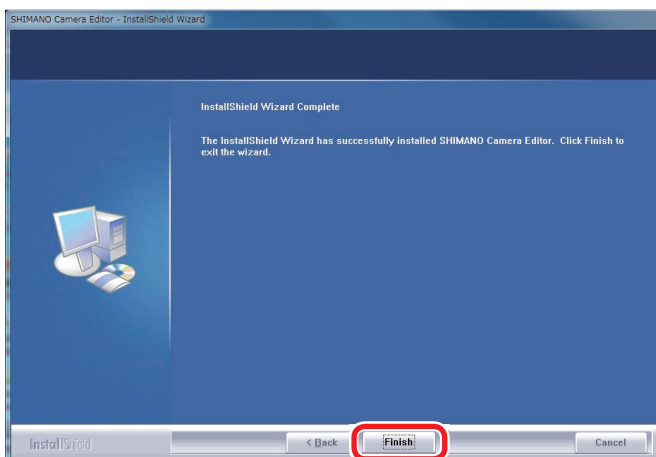 SHIMANO Camera Editor - InstallShield Wizard
InstallShield Wizard Complete
The InstallShield Wizard has successfully installed SHIMANO Camera Editor. Click Finish to
exit the wizard.
InstallShield
< Back
Finish
Cancel